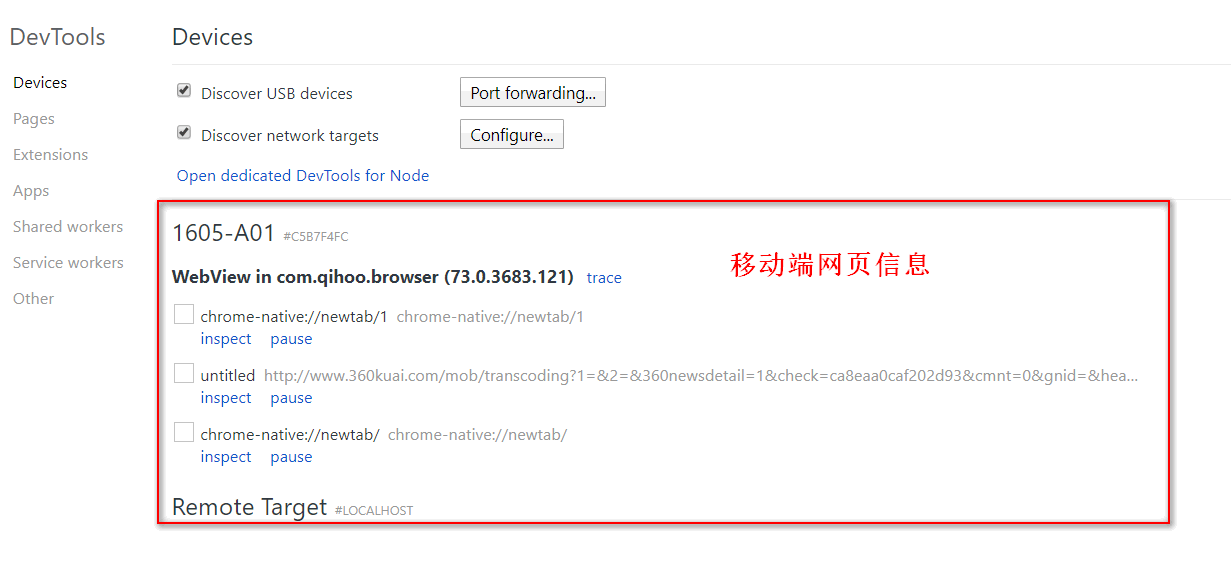 DevTools
Devices
Pages
Extensions
Apps
Shared workers
Service workers
Other
Devices
Discover USB devices Port forwarding...
Discover network targets Configure...
Open dedicated DevTools for Node
1605-A01 #C5B7F4FC
移动端网页信息
WebView in com.qihoo.browser (73.0.3683.121) trace
chrome-native://newtab/1 chrome-native://newtab/1
inspect pause
untitled http://www.360kuai.com/mob/transcoding?1=&2=&360newsdetail=1&check=ca8eaa0caf202d93&cmnt=0&gnid=&hea...
inspect pause
chrome-native://newtab/ chrome-native://newtab/
inspect pause
Remote Target #LOCALHOST